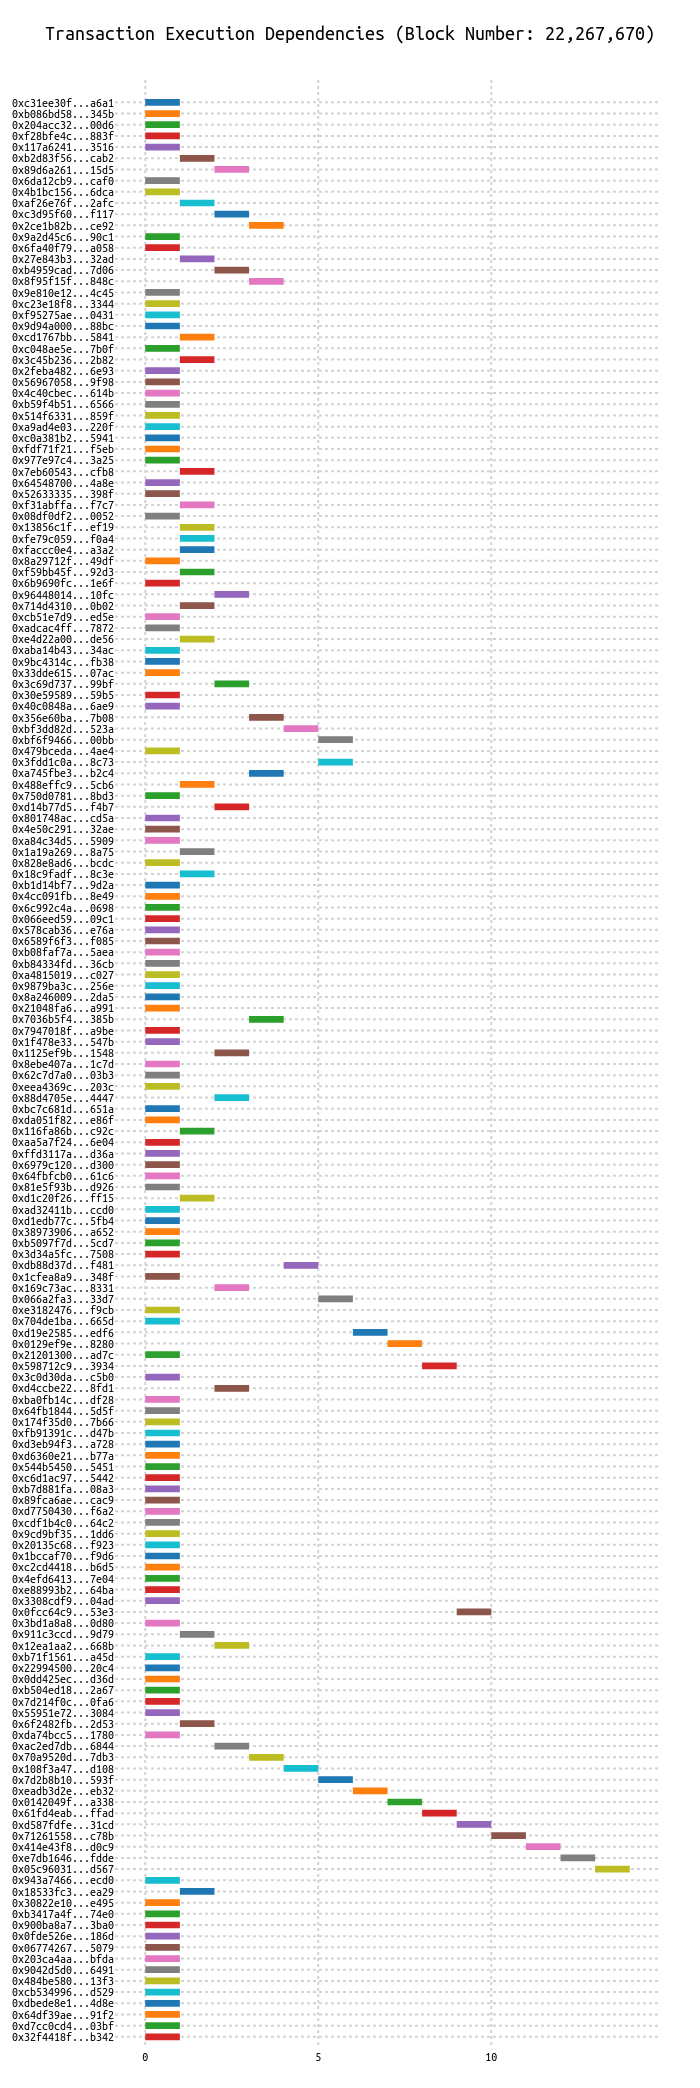 Transaction Execution Dependencies (Block Number: 22,267,670)
0xc31ee30f...a6a1
0xb086bd58...345b
0x204acc32...00d6
0xf28bfe4c...883f
0x117a6241...3516
0xb2d83f56...cab2
0x89d6a261...15d5
0x6da12cb9...caf0
0x4b1bc156...6dca
0xaf26e76f...2afc
0xc3d95f60...f117
0x2ce1b82b...ce92
0x9a2d45c6...90c1
0x6fa40f79...a058
0x27e843b3...32ad
0xb4959cad...7d06
0x8f95f15f...848c
0x9e810e12...4c45
0xc23e18f8...3344
0xf95275ae...0431
0x9d94a000...88bc
0xcd1767bb...5841
0xc048ae5e...7b0f
0x3c45b236...2b82
0x2feba482...6e93
0x56967058...9f98
0x4c40cbec...614b
0xb59f4b51...6566
0x514f6331...859f
0xa9ad4e03...220f
0xc0a381b2...5941
0xfdf71f21...f5eb
0x977e97c4...3a25
0x7eb60543...cfb8
0x64548700...4a8e
0x52633335...398f
0xf31abffa...f7c7
0x08df0df2...0052
0x13856c1f...ef19
0xfe79c059...f0a4
0xfaccc0e4...a3a2
0x8a29712f...49df
0xf59bb45f...92d3
0x6b9690fc...1e6f
0x96448014...10fc
0x714d4310...0b02
0xcb51e7d9...ed5e
0xadcac4ff...7872
0xe4d22a00...de56
0xaba14b43...34ac
0x9bc4314c...fb38
0x33dde615...07ac
0x3c69d737...99bf
0x30e59589...59b5
0x40c0848a...6ae9
0x356e60ba...7b08
0xbf3dd82d...523a
0xbf6f9466...00bb
0x479bceda...4ae4
0x3fdd1c0a...8c73
0xa745fbe3...b2c4
0x488effc9...5cb6
0x750d0781...8bd3
0xd14b77d5...f4b7
0x801748ac...cd5a
0x4e50c291...32ae
0xa84c34d5...5909
0x1a19a269...8a75
0x828e8ad6...bcdc
0x18c9fadf...8c3e
0xb1d14bf7...9d2a
0x4cc091fb...8e49
0x6c992c4a...0698
0x066eed59...09c1
0x578cab36...e76a
0x6589f6f3...f085
0xb08faf7a...5aea
0xb84334fd...36cb
0xa4815019...c027
0x9879ba3c...256e
0x8a246009...2da5
0x21048fa6...a991
0x7036b5f4...385b
0x7947018f...a9be
0x1f478e33...547b
0x1125ef9b...1548
0x8ebe407a...1c7d
0x62c7d7a0...03b3
0xeea4369c...203c
0x88d4705e...4447
0xbc7c681d...651a
0xda051f82...e86f
0x116fa86b...c92c
0xaa5a7f24...6e04
0xffd3117a...d36a
0x6979c120...d300
0x64fbfcb0...61c6
0x81e5f93b...d926
0xd1c20f26...ff15
0xad32411b...ccd0
0xd1edb77c...5fb4
0x38973906...a652
0xb5097f7d...5cd7
0x3d34a5fc...7508
0xdb88d37d...f481
0x1cfea8a9...348f
0x169c73ac...8331
0x066a2fa3...33d7
0xe3182476...f9cb
0x704de1ba...665d
0xd19e2585...edf6
0x0129ef9e...8280
0x21201300...ad7c
0x598712c9...3934
0x3c0d30da...c5b0
0xd4ccbe22...8fd1
0xba0fb14c...df28
0x64fb1844...5d5f
0x174f35d0...7b66
0xfb91391c...d47b
0xd3eb94f3...a728
0xd6360e21...b77a
0x544b5450...5451
0xc6d1ac97...5442
0xb7d881fa...08a3
0x89fca6ae...cac9
0xd7750430...f6a2
0xcdf1b4c0...64c2
0x9cd9bf35...1dd6
0x20135c68...f923
0x1bccaf70...f9d6
0xc2cd4418...b6d5
0x4efd6413...7e04
0xe88993b2...64ba
0x3308cdf9...04ad
0x0fcc64c9...53e3
0x3bd1a8a8...0d80
0x911c3ccd...9d79
0x12ea1aa2...668b
0xb71f1561...a45d
0x22994500...20c4
0x0dd425ec...d36d
0xb504ed18...2a67
0x7d214f0c...0fa6
0x55951e72...3084
0x6f2482fb...2d53
0xda74bcc5...1780
0xac2ed7db...6844
0x70a9520d...7db3
0x108f3a47...d108
0x7d2b8b10...593f
0xeadb3d2e...eb32
0x0142049f...a338
0x61fd4eab...ffad
0xd587fdfe...31cd
0x71261558...c78b
0x414e43f8...d0c9
0xe7db1646...fdde
0x05c96031...d567
0x943a7466...ecd0
0x18533fc3...ea29
0x30822e10...e495
0xb3417a4f...74e0
0x900ba8a7...3ba0
0x0fde526e...186d
0x06774267...5079
0x203ca4aa...bfda
0x9042d5d0...6491
0x484be580...13f3
0xcb534996...d529
0xdbede8e1...4d8e
0x64df39ae...91f2
0xd7cc0cd4...03bf
0x32f4418f...b342
0 5 10